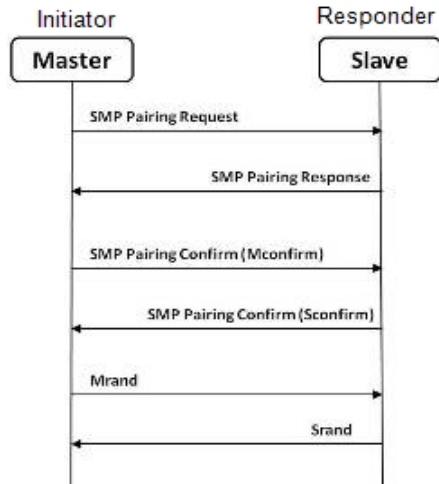 Initiator
Responder
Master
Slave
SMP Pairing Request
SMP Pairing Response
SMP Pairing Confirm (Mconfirm)
SMP Pairing Confirm (Sconfirm)
Mrand
Srand